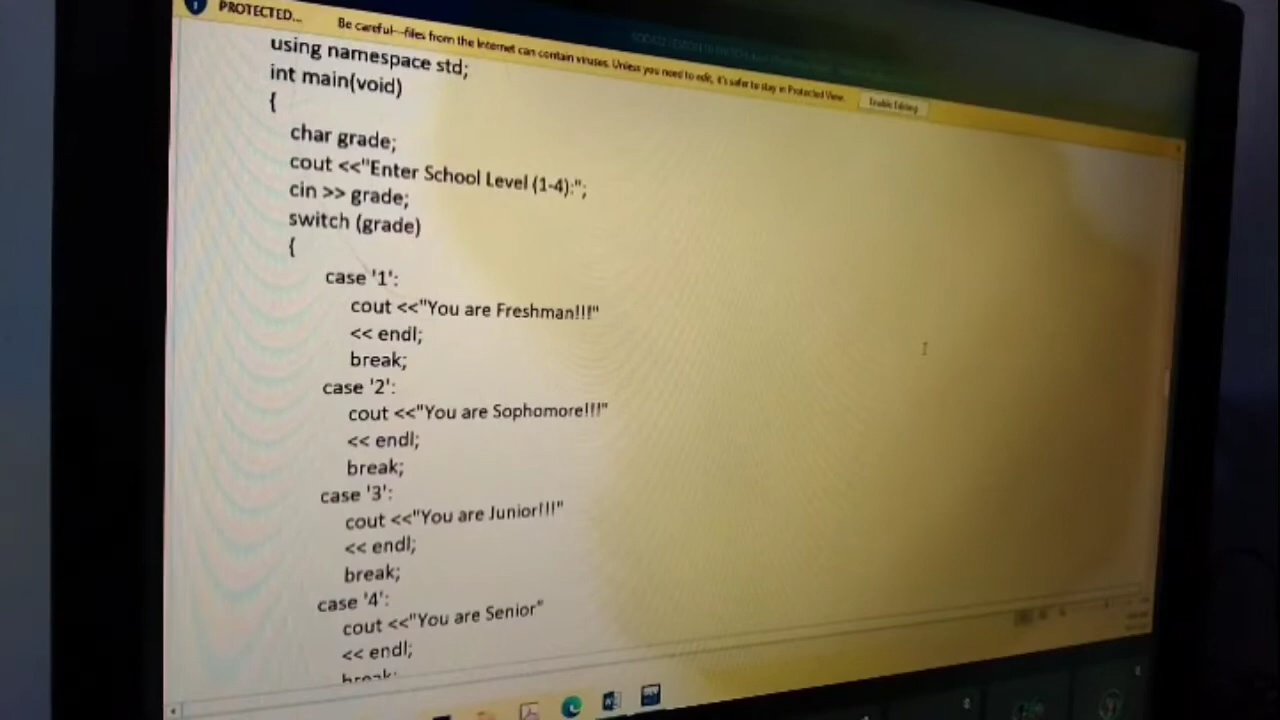 PROTECTED... Be careful—files from the Internet can contain viruses. Unless you need to edit, it's safer to stay in Protected View. Enable Editing
using namespace std;
int main(void)
{
char grade;
cout <<"Enter School Level (1-4):";
cin >> grade;
switch (grade)
{
case '1':
cout <<"You are Freshman!!!"
<< endl;
break;
case '2':
cout <<"You are Sophomore!!!"
<< endl;
break;
case '3':
cout <<"You are Junior!!!"
<< endl;
break;
case '4':
cout <<"You are Senior"
<< endl;
break;